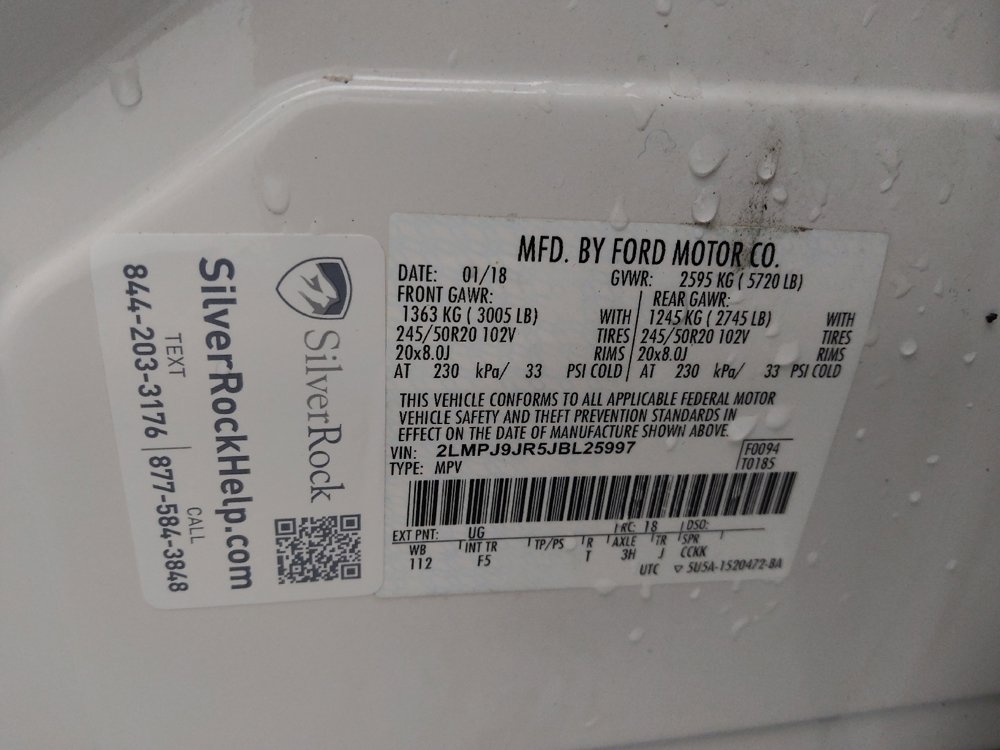 SilverRock
SilverRockHelp.com
TEXT CALL
844-203-3176 | 877-584-3848
MFD. BY FORD MOTOR CO.
DATE: 01/18 GVWR: 2595 KG ( 5720 LB)
FRONT GAWR: REAR GAWR:
1363 KG ( 3005 LB) WITH 1245 KG ( 2745 LB) WITH
245/50R20 102V TIRES 245/50R20 102V TIRES
20x8.0J RIMS 20x8.0J RIMS
AT 230 kPa/ 33 PSI COLD AT 230 kPa/ 33 PSI COLD
THIS VEHICLE CONFORMS TO ALL APPLICABLE FEDERAL MOTOR
VEHICLE SAFETY AND THEFT PREVENTION STANDARDS IN
EFFECT ON THE DATE OF MANUFACTURE SHOWN ABOVE.
VIN: 2LMPJ9JR5JBL25997 F0094
TYPE: MPV T0185
EXT PNT: UG RC: 18 DSO:
WB INT TR TP/PS R AXLE TR SPR
112 F5 T 3H J CCKK
UTC ▽ 5U5A-1520472-BA